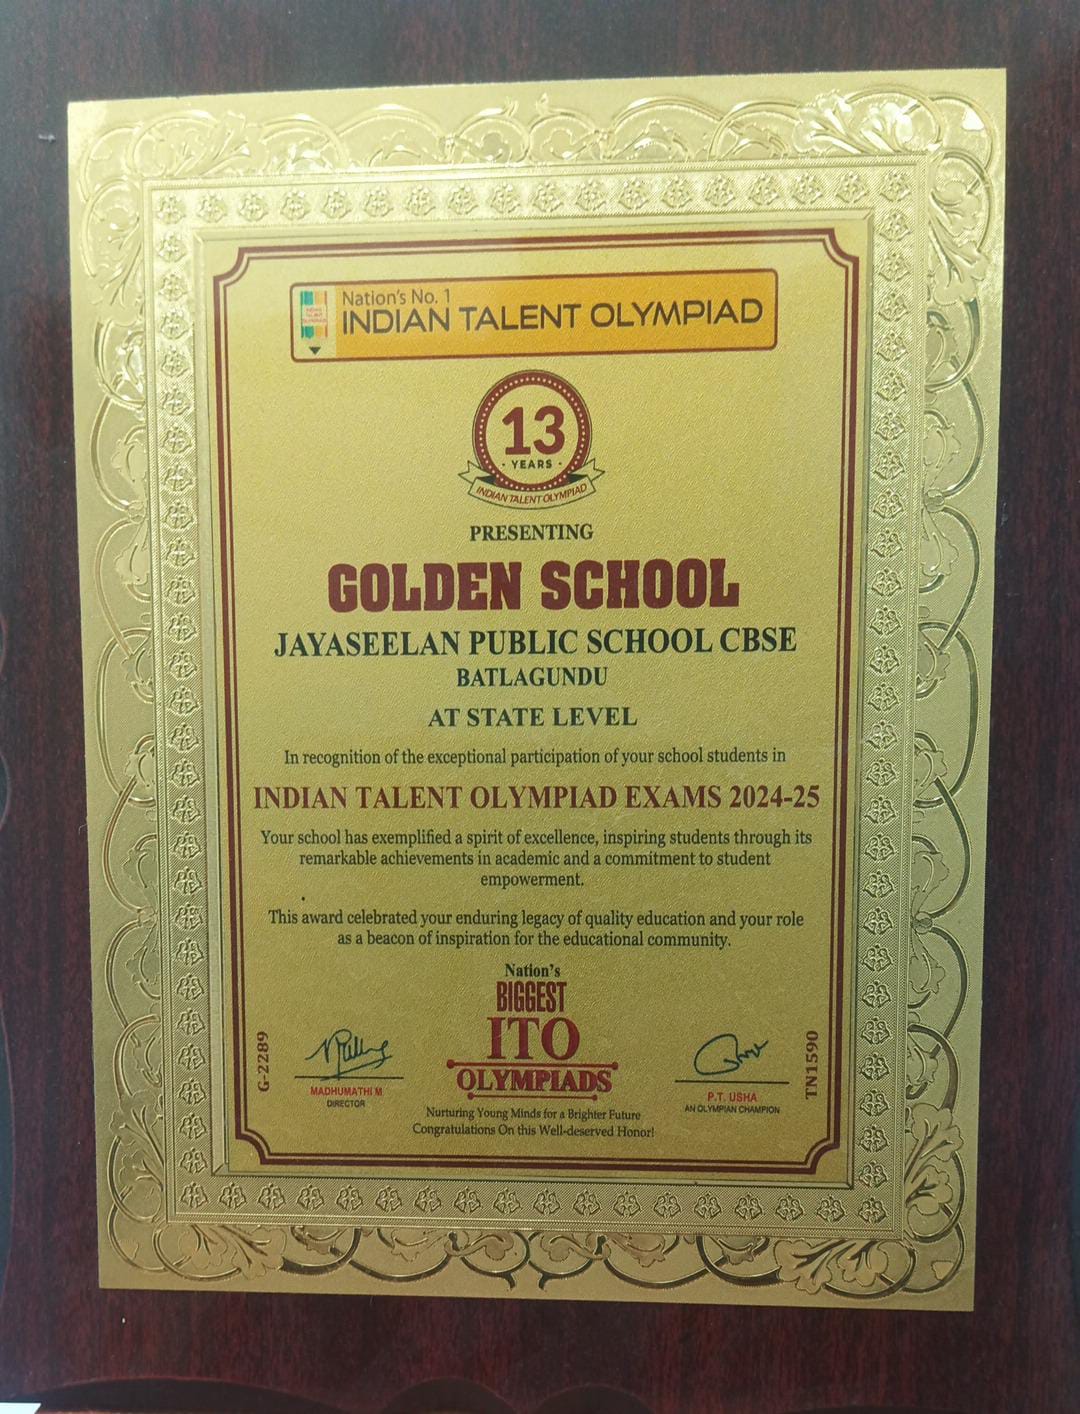 Nation's No. 1
INDIAN TALENT OLYMPIAD
13
· YEARS ·
INDIAN TALENT OLYMPIAD
PRESENTING
GOLDEN SCHOOL
JAYASEELAN PUBLIC SCHOOL CBSE
BATLAGUNDU
AT STATE LEVEL
In recognition of the exceptional participation of your school students in
INDIAN TALENT OLYMPIAD EXAMS 2024-25
Your school has exemplified a spirit of excellence, inspiring students through its
remarkable achievements in academic and a commitment to student
empowerment.
This award celebrated your enduring legacy of quality education and your role
as a beacon of inspiration for the educational community.
Nation's
BIGGEST
ITO
OLYMPIADS
Nurturing Young Minds for a Brighter Future
Congratulations On this Well-deserved Honor!
G-2289
MADHUMATHI M
DIRECTOR
P.T. USHA
AN OLYMPIAN CHAMPION
TN1590